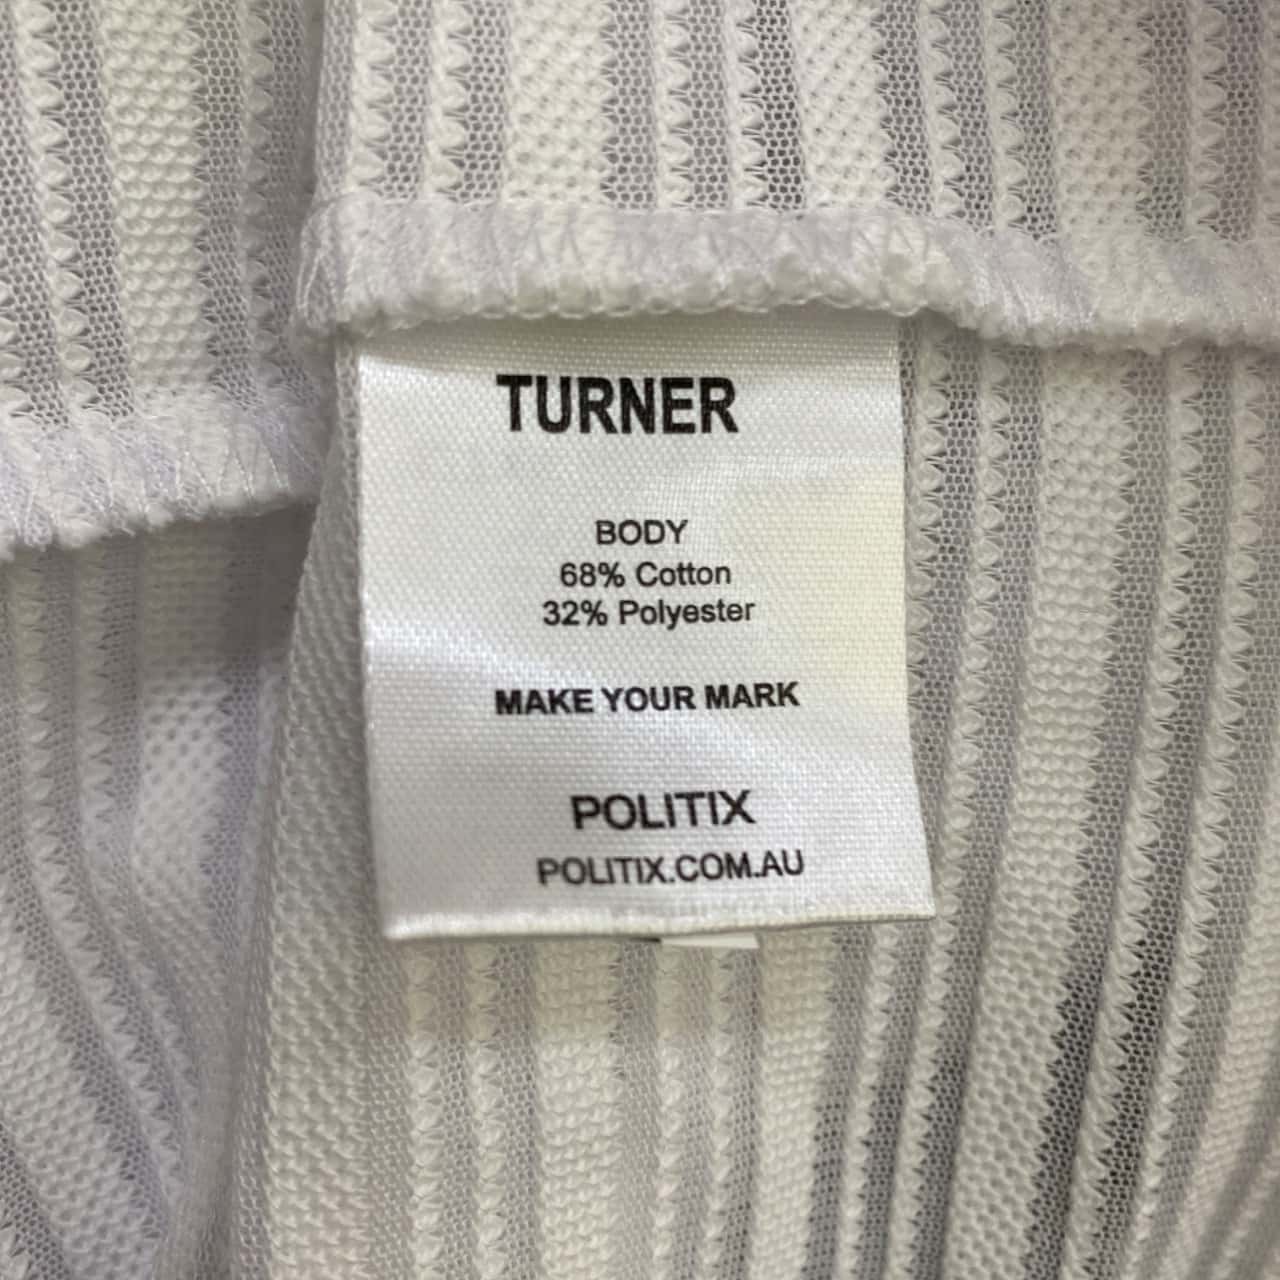 TURNER
BODY
68% Cotton
32% Polyester
MAKE YOUR MARK
POLITIX
POLITIX.COM.AU